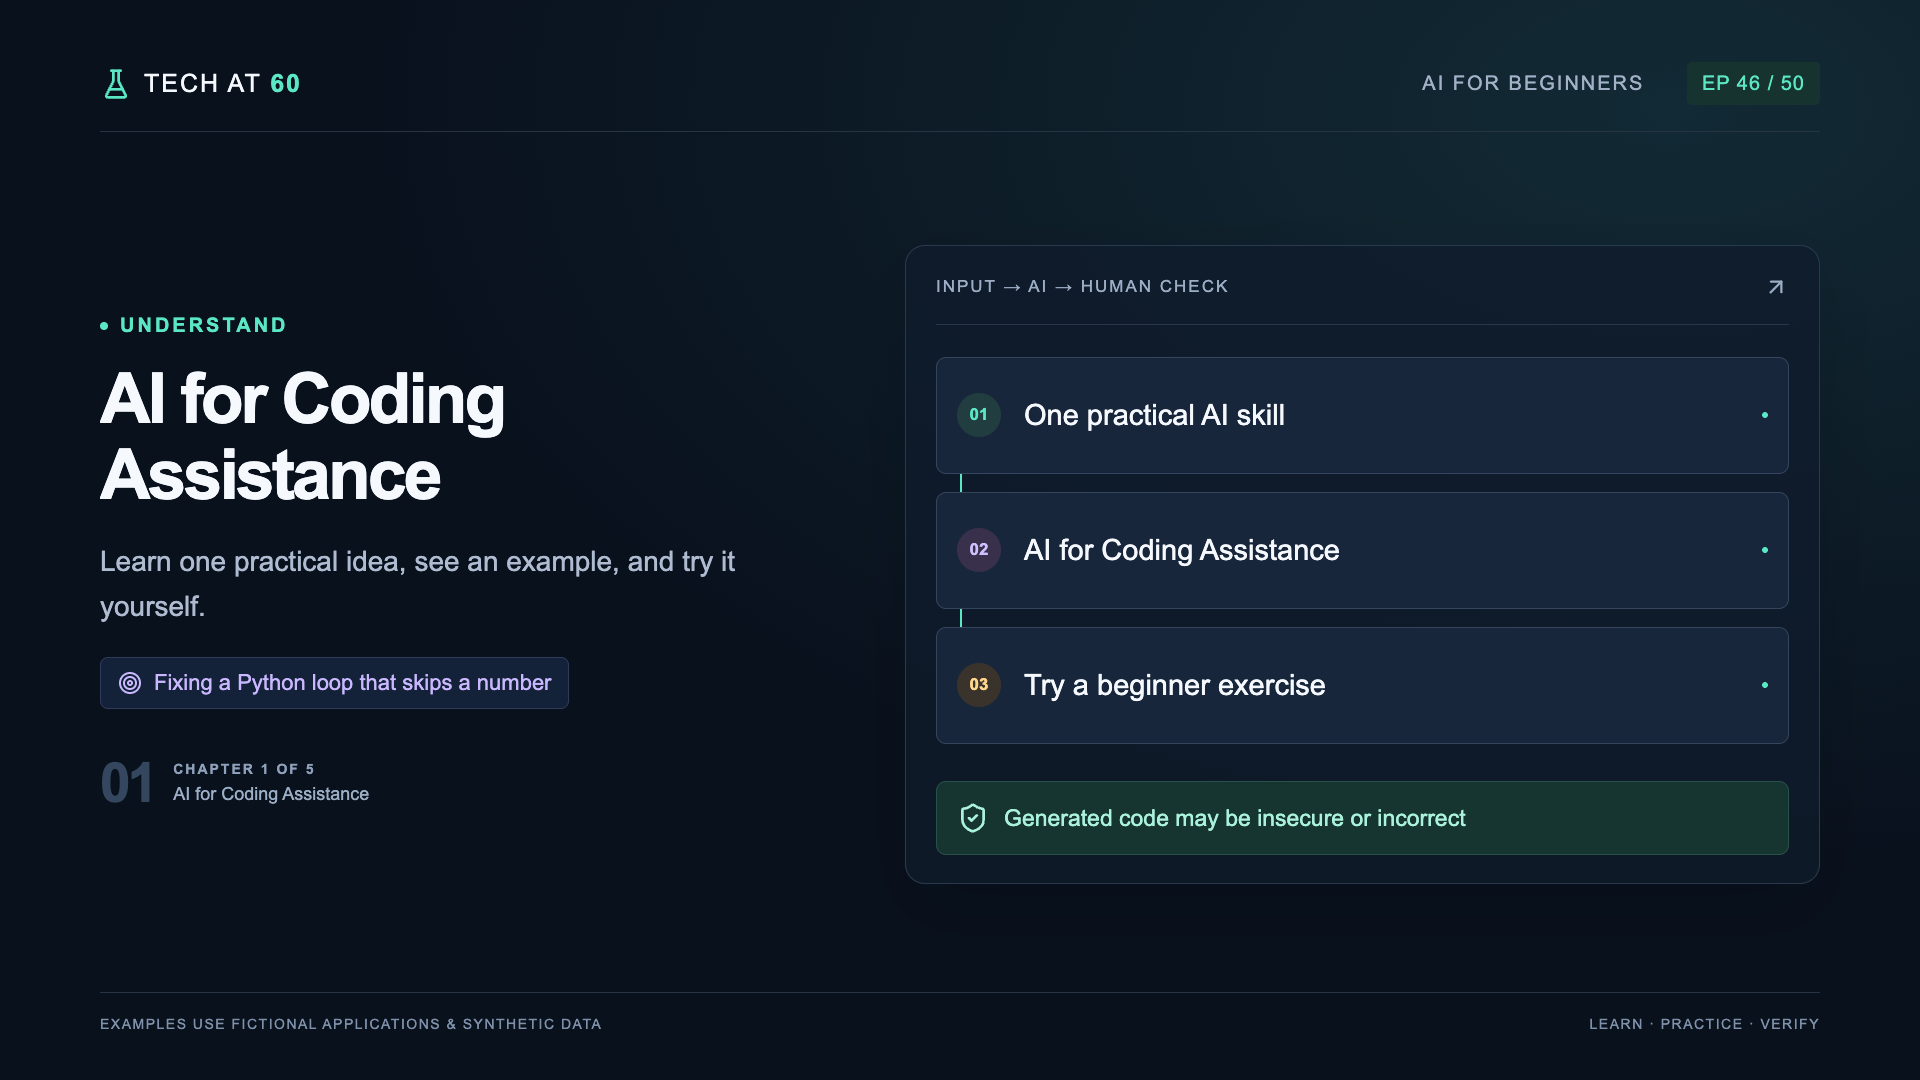 TECH AT 60
AI FOR BEGINNERS
EP 46 / 50
UNDERSTAND
AI for Coding
Assistance
Learn one practical idea, see an example, and try it
yourself.
Fixing a Python loop that skips a number
01
CHAPTER 1 OF 5
AI for Coding Assistance
INPUT → AI → HUMAN CHECK
01 One practical AI skill
02 AI for Coding Assistance
03 Try a beginner exercise
Generated code may be insecure or incorrect
EXAMPLES USE FICTIONAL APPLICATIONS & SYNTHETIC DATA
LEARN · PRACTICE · VERIFY